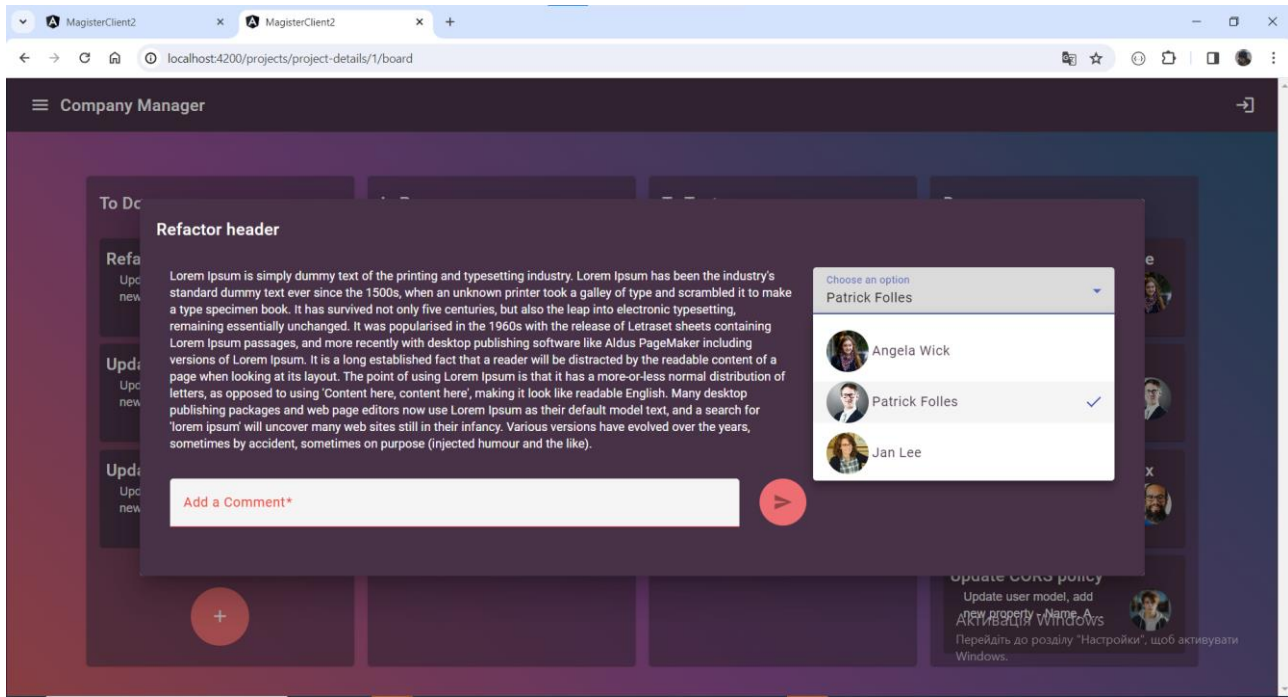 MagisterClient2
MagisterClient2
localhost:4200/projects/project-details/1/board
Company Manager
To Do
Refactor header
Lorem Ipsum is simply dummy text of the printing and typesetting industry. Lorem Ipsum has been the industry's
standard dummy text ever since the 1500s, when an unknown printer took a galley of type and scrambled it to make
a type specimen book. It has survived not only five centuries, but also the leap into electronic typesetting,
remaining essentially unchanged. It was popularised in the 1960s with the release of Letraset sheets containing
Lorem Ipsum passages, and more recently with desktop publishing software like Aldus PageMaker including
versions of Lorem Ipsum. It is a long established fact that a reader will be distracted by the readable content of a
page when looking at its layout. The point of using Lorem Ipsum is that it has a more-or-less normal distribution of
letters, as opposed to using 'Content here, content here', making it look like readable English. Many desktop
publishing packages and web page editors now use Lorem Ipsum as their default model text, and a search for
'lorem ipsum' will uncover many web sites still in their infancy. Various versions have evolved over the years,
sometimes by accident, sometimes on purpose (injected humour and the like).
Choose an option
Patrick Folles
Angela Wick
Patrick Folles
Jan Lee
Add a Comment*
Refa
Upd
new
Upda
Upd
new
Upda
Upd
new
e
x
Update CORS policy
Update user model, add
new property - Name, A...
Активація Windows
Перейдіть до розділу "Настройки", щоб активувати
Windows.